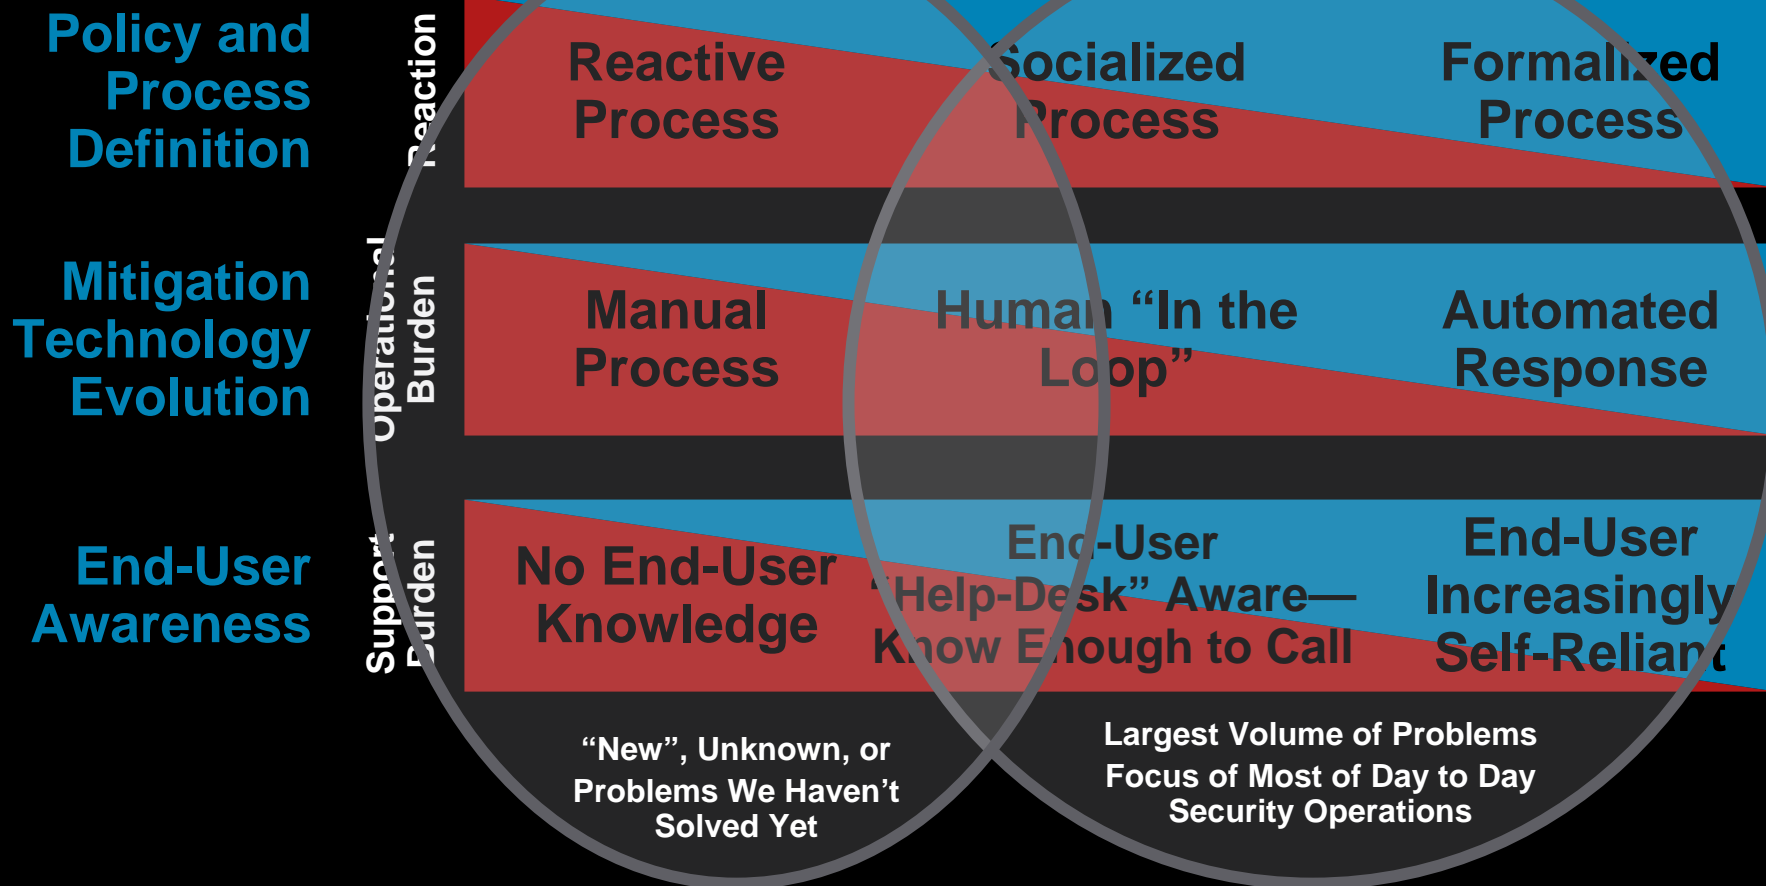 Policy and
Process
Definition
Reaction
Reactive
Process
Socialized
Process
Formalized
Process
Mitigation
Technology
Evolution
Operational
Burden
Manual
Process
Human “In the
Loop”
Automated
Response
End-User
Awareness
Support
Burden
No End-User
Knowledge
End-User
“Help-Desk” Aware—
Know Enough to Call
End-User
Increasingly
Self-Reliant
“New”, Unknown, or
Problems We Haven’t
Solved Yet
Largest Volume of Problems
Focus of Most of Day to Day
Security Operations